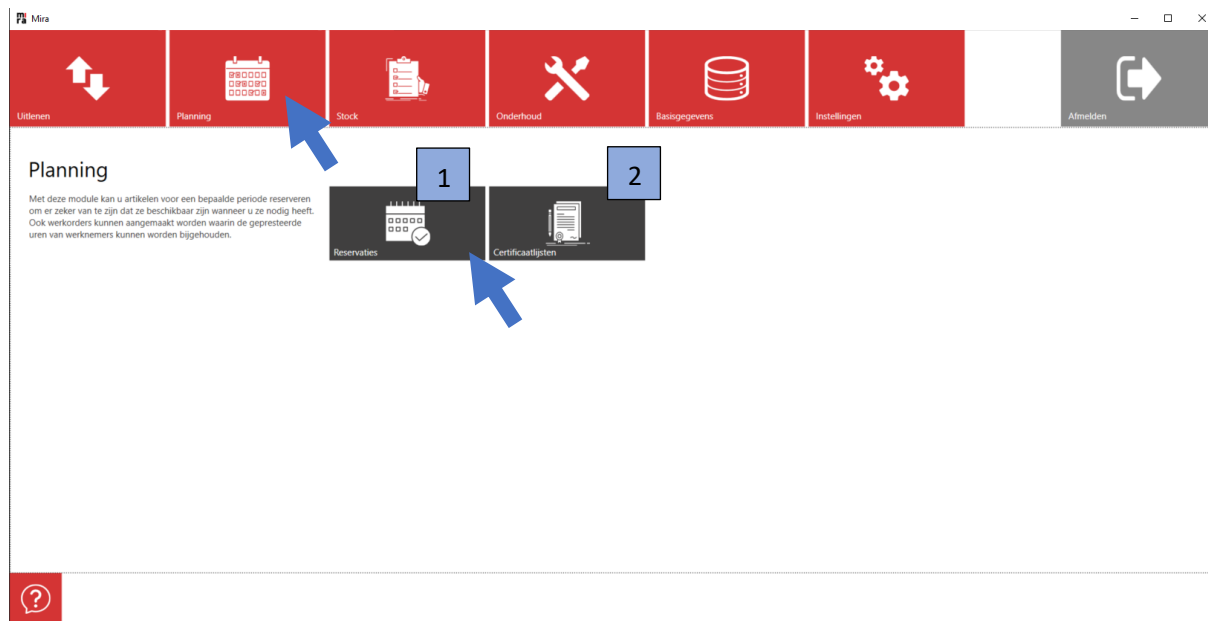 mi
ra Mira
Uitlenen
Planning
Stock
Onderhoud
Basisgegevens
Instellingen
Afmelden
Planning
Met deze module kan u artikelen voor een bepaalde periode reserveren
om er zeker van te zijn dat ze beschikbaar zijn wanneer u ze nodig heeft.
Ook werkorders kunnen aangemaakt worden waarin de gepresteerde
uren van werknemers kunnen worden bijgehouden.
1
2
Reservaties
Certificaatlijsten
?